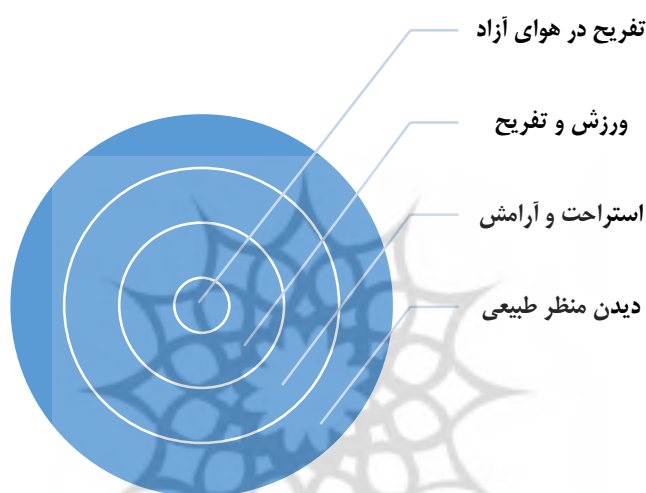 تفریح در هوای آزاد
ورزش و تفریح
استراحت و آرامش
دیدن منظر طبیعی